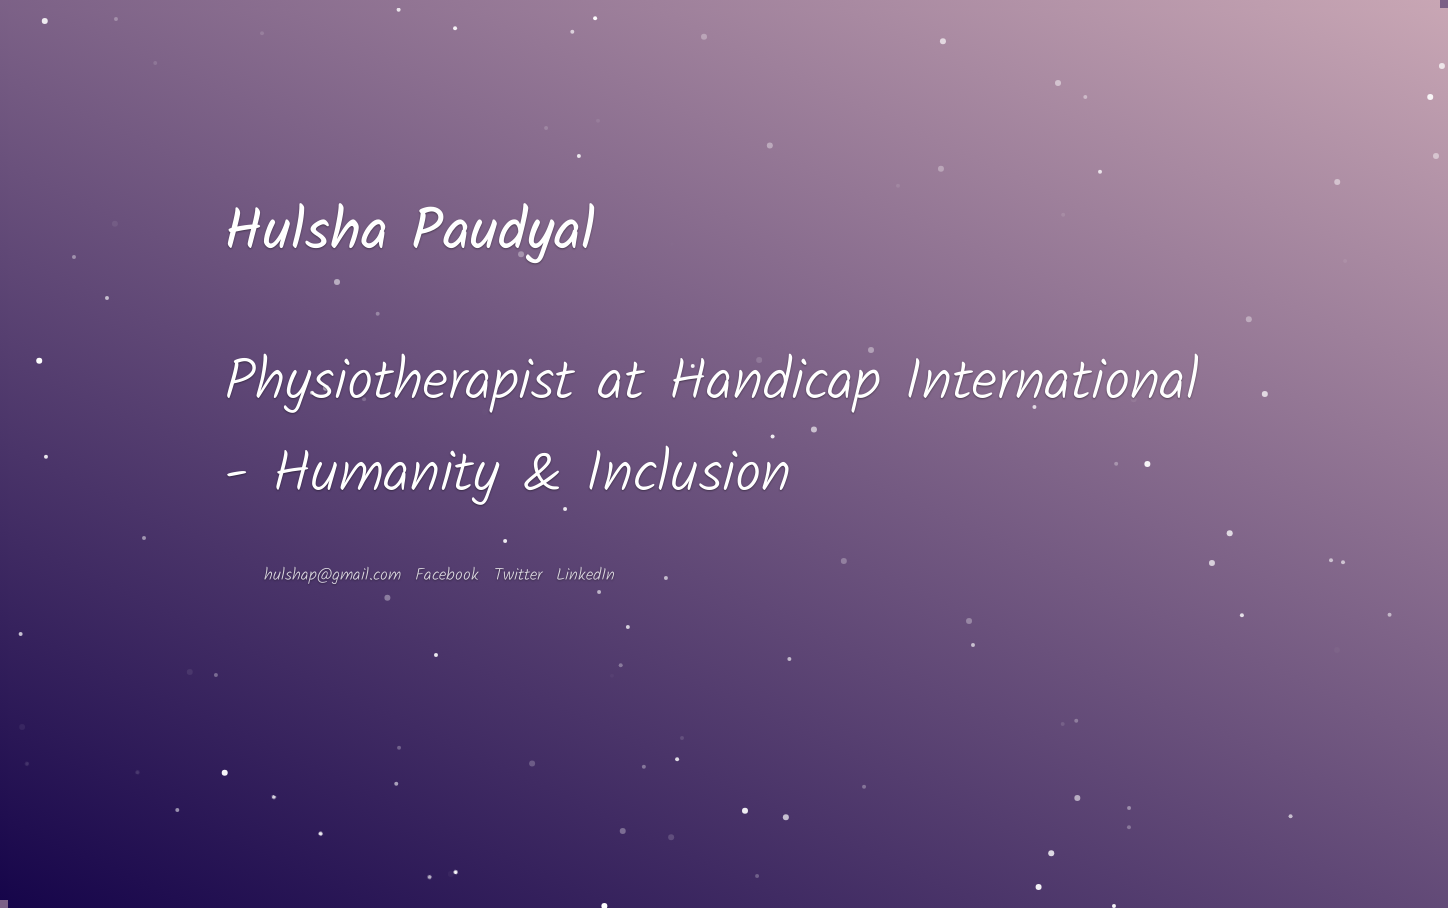 Hulsha Paudyal
Physiotherapist at Handicap International
- Humanity & Inclusion
hulshap@gmail.com Facebook Twitter LinkedIn